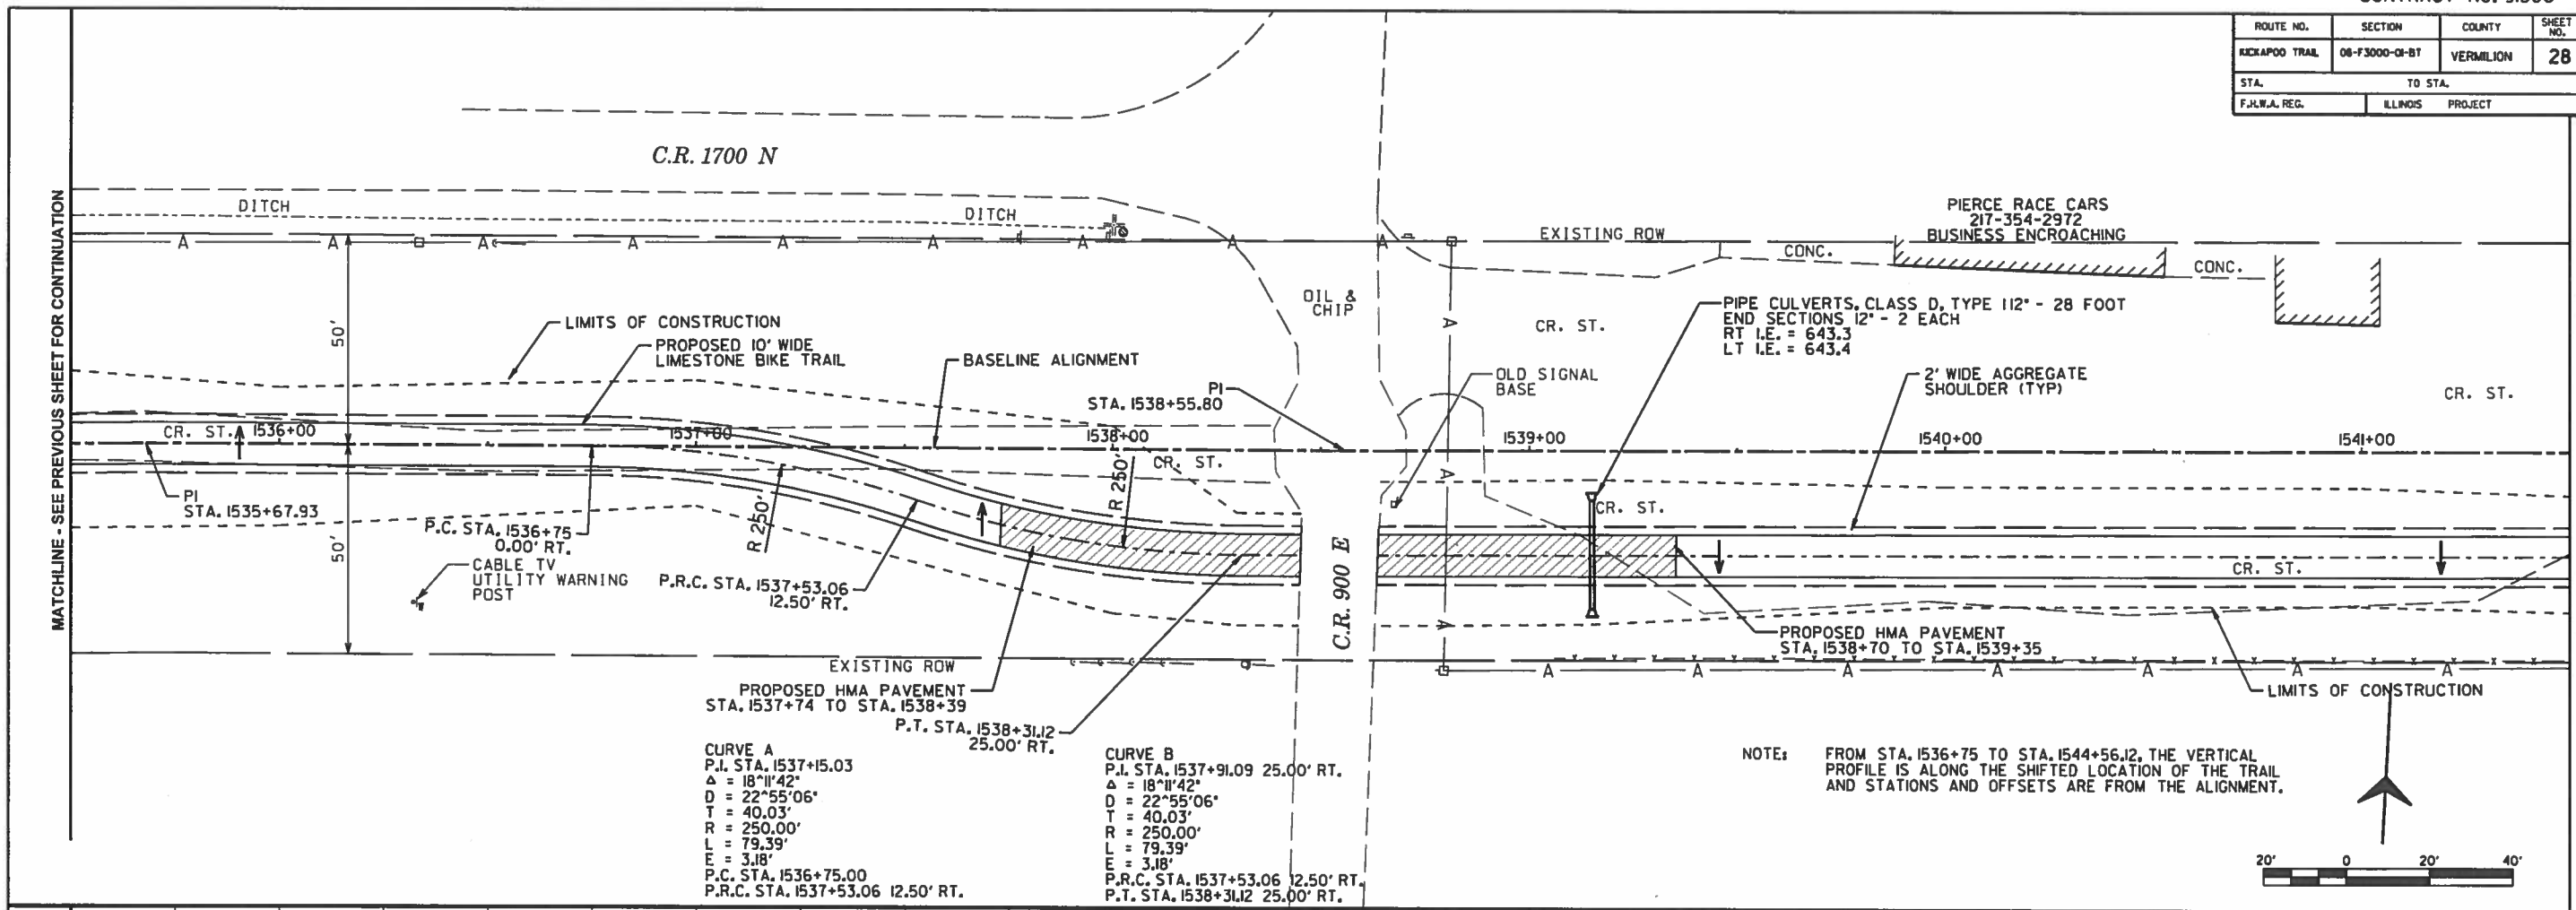 ROUTE NO. SECTION COUNTY SHEET NO.
KICKAPOO TRAIL 08-F3000-01-BT VERMILION 28
STA. TO STA.
F.H.W.A. REG. ILLINOIS PROJECT
C.R. 1700 N
MATCHLINE - SEE PREVIOUS SHEET FOR CONTINUATION
DITCH
DITCH
A A A A A A A A A
EXISTING ROW
PIERCE RACE CARS
217-354-2972
BUSINESS ENCROACHING
CONC.
CONC.
50'
50'
OIL &
CHIP
CR. ST.
LIMITS OF CONSTRUCTION
PROPOSED 10' WIDE
LIMESTONE BIKE TRAIL
BASELINE ALIGNMENT
PI
STA. 1538+55.80
OLD SIGNAL
BASE
PIPE CULVERTS, CLASS D, TYPE 1 12" - 28 FOOT
END SECTIONS 12" - 2 EACH
RT I.E. = 643.3
LT I.E. = 643.4
2' WIDE AGGREGATE
SHOULDER (TYP)
CR. ST.
CR. ST.
1536+00
1537+00
1538+00
1539+00
1540+00
1541+00
CR. ST.
CR. ST.
CR. ST.
PI
STA. 1535+67.93
P.C. STA. 1536+75
0.00' RT.
R 250'
R 250'
CABLE TV
UTILITY WARNING
POST
P.R.C. STA. 1537+53.06
12.50' RT.
C.R. 900 E
A
A
A
PROPOSED HMA PAVEMENT
STA. 1538+70 TO STA. 1539+35
EXISTING ROW
A A A A A A A
LIMITS OF CONSTRUCTION
PROPOSED HMA PAVEMENT
STA. 1537+74 TO STA. 1538+39
P.T. STA. 1538+31.12
25.00' RT.
CURVE A
P.I. STA. 1537+15.03
Δ = 18^11'42"
D = 22^55'06"
T = 40.03'
R = 250.00'
L = 79.39'
E = 3.18'
P.C. STA. 1536+75.00
P.R.C. STA. 1537+53.06 12.50' RT.
CURVE B
P.I. STA. 1537+91.09 25.00' RT.
Δ = 18^11'42"
D = 22^55'06"
T = 40.03'
R = 250.00'
L = 79.39'
E = 3.18'
P.R.C. STA. 1537+53.06 12.50' RT.
P.T. STA. 1538+31.12 25.00' RT.
NOTE: FROM STA. 1536+75 TO STA. 1544+56.12, THE VERTICAL
PROFILE IS ALONG THE SHIFTED LOCATION OF THE TRAIL
AND STATIONS AND OFFSETS ARE FROM THE ALIGNMENT.
20' 0 20' 40'